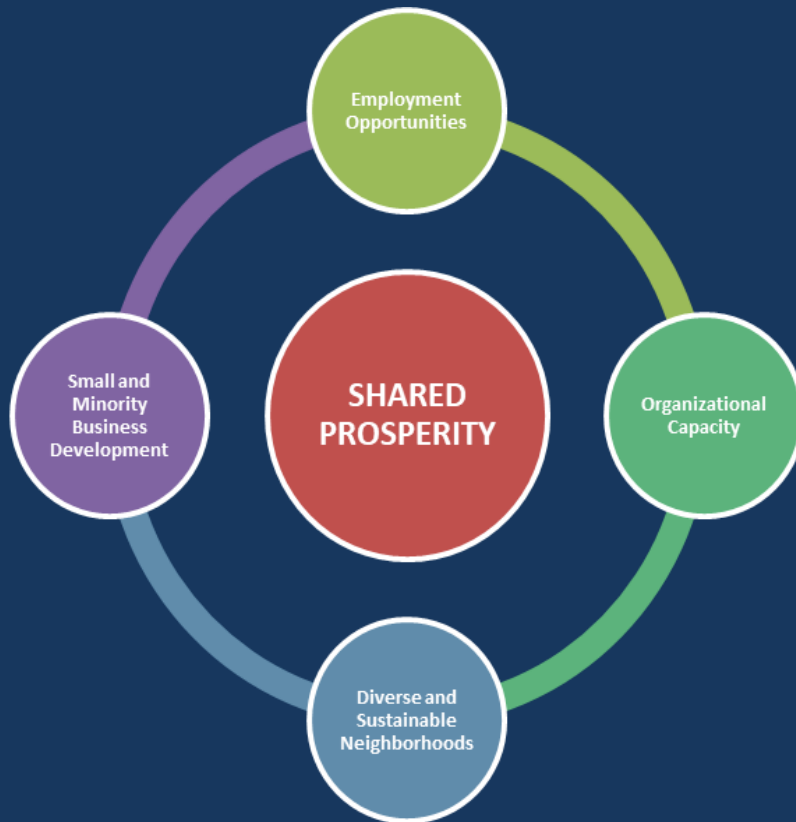 Employment
Opportunities
Small and
Minority
Business
Development
SHARED
PROSPERITY
Organizational
Capacity
Diverse and
Sustainable
Neighborhoods